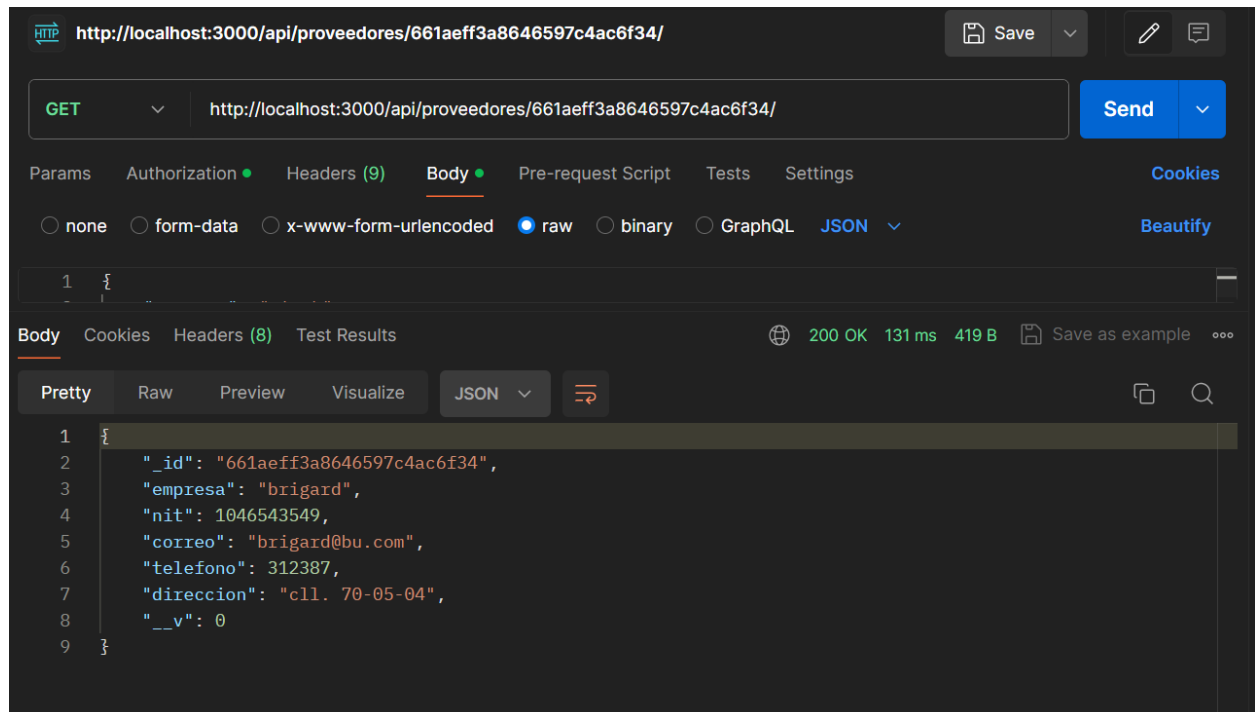 HTTP http://localhost:3000/api/proveedores/661aeff3a8646597c4ac6f34/ Save
GET http://localhost:3000/api/proveedores/661aeff3a8646597c4ac6f34/ Send
Params Authorization Headers (9) Body Pre-request Script Tests Settings Cookies
none form-data x-www-form-urlencoded raw binary GraphQL JSON Beautify
1 {
Body Cookies Headers (8) Test Results 200 OK 131 ms 419 B Save as example
Pretty Raw Preview Visualize JSON
1 {
2 "_id": "661aeff3a8646597c4ac6f34",
3 "empresa": "brigard",
4 "nit": 1046543549,
5 "correo": "brigard@bu.com",
6 "telefono": 312387,
7 "direccion": "cll. 70-05-04",
8 "__v": 0
9 }